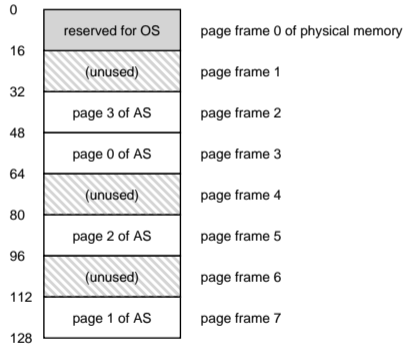 0
reserved for OS page frame 0 of physical memory
16
(unused) page frame 1
32
page 3 of AS page frame 2
48
page 0 of AS page frame 3
64
(unused) page frame 4
80
page 2 of AS page frame 5
96
(unused) page frame 6
112
page 1 of AS page frame 7
128